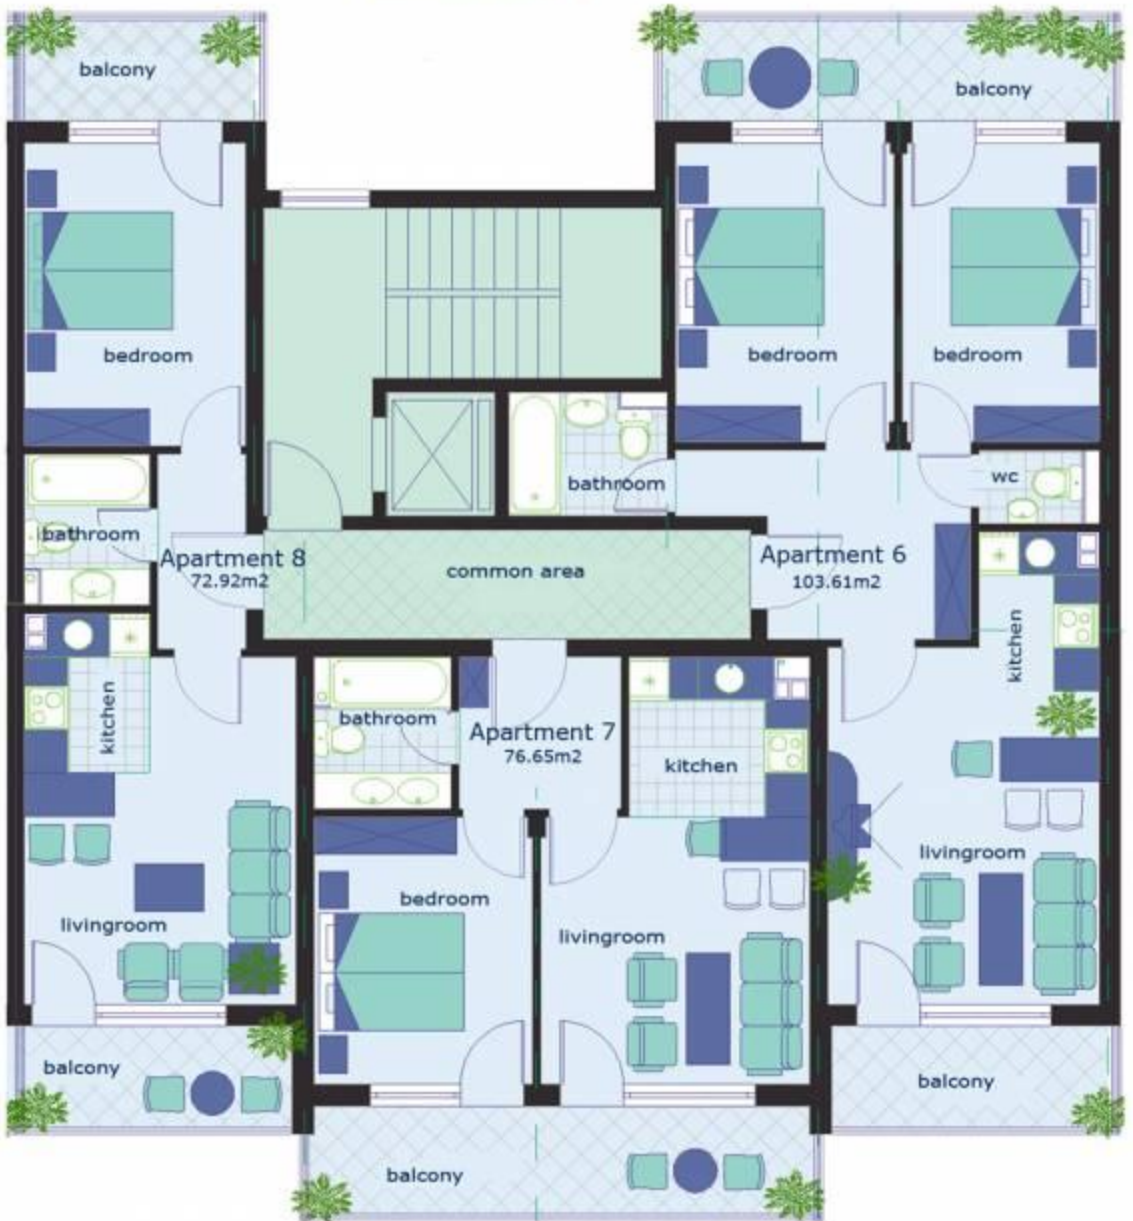 balcony
balcony
bedroom
bedroom
bedroom
bathroom
wc
bathroom
Apartment 8
72.92m2
common area
Apartment 6
103.61m2
kitchen
kitchen
bathroom
Apartment 7
76.65m2
kitchen
livingroom
bedroom
livingroom
livingroom
balcony
balcony
balcony